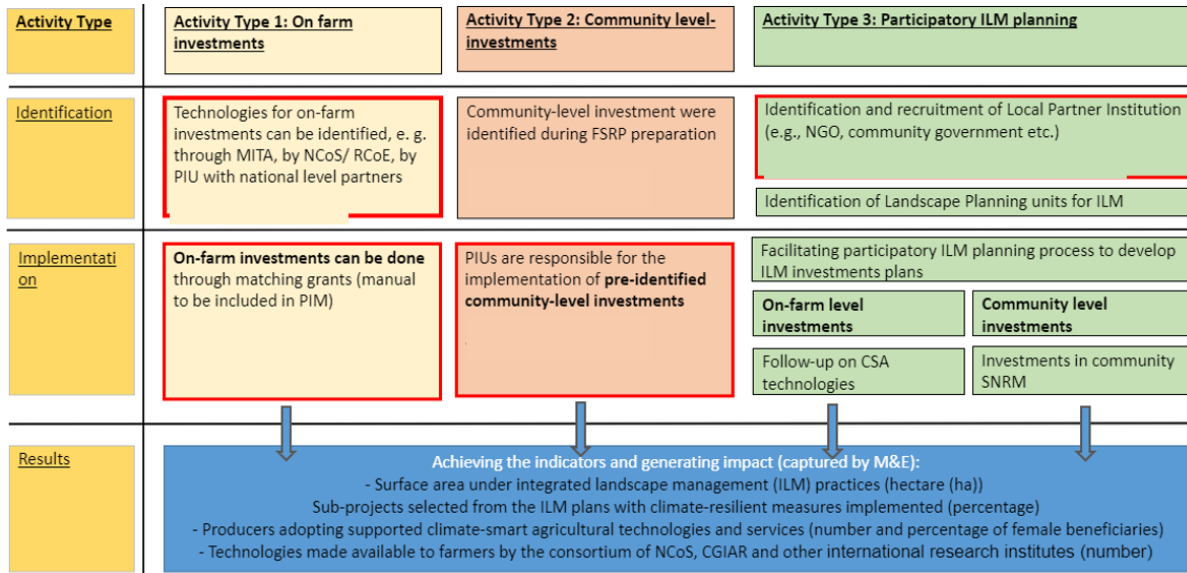 Activity Type
Activity Type 1: On farm
investments
Activity Type 2: Community level-
investments
Activity Type 3: Participatory ILM planning
Identification
Technologies for on-farm
investments can be identified, e. g.
through MITA, by NCoS/ RCoE, by
PIU with national level partners
Community-level investment were
identified during FSRP preparation
Identification and recruitment of Local Partner Institution
(e.g., NGO, community government etc.)
Identification of Landscape Planning units for ILM
Implementati
on
On-farm investments can be done
through matching grants (manual
to be included in PIM)
PIUs are responsible for the
implementation of pre-identified
community-level investments
Facilitating participatory ILM planning process to develop
ILM investments plans
On-farm level
investments
Community level
investments
Follow-up on CSA
technologies
Investments in community
SNRM
Results
Achieving the indicators and generating impact (captured by M&E):
- Surface area under integrated landscape management (ILM) practices (hectare (ha))
Sub-projects selected from the ILM plans with climate-resilient measures implemented (percentage)
- Producers adopting supported climate-smart agricultural technologies and services (number and percentage of female beneficiaries)
- Technologies made available to farmers by the consortium of NCoS, CGIAR and other international research institutes (number)